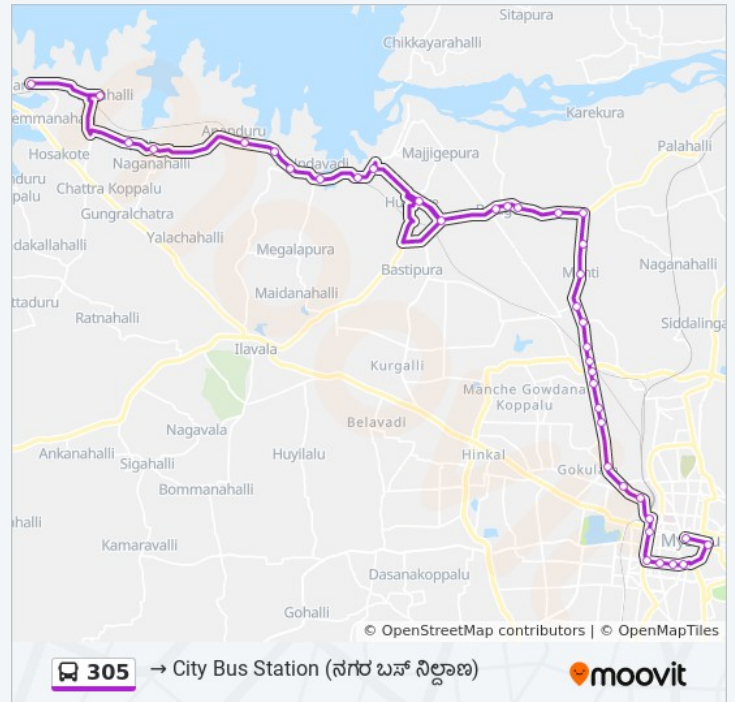 Sitapura
Chikkayarahalli
Karekura
Palahalli
Majjigepura
Ananduru
Hosakote
Naganahalli
Chattra Koppalu
Gungralchatra
Yalachahalli
Megalapura
Bastipura
Naganahalli
Maidanahalli
Ratnahalli
Siddalinga
Ilavala
Kurgalli
Manche Gowdana
Koppalu
Belavadi
Nagavala
Ankanahalli
Sigahalli
Huyilalu
Hinkal
Bommanahalli
Kamaravalli
Dasanakoppalu
Gohalli
© OpenStreetMap contributors | © OpenMapTiles
305 → City Bus Station (ನಗರ ಬಸ್ ನಿಲ್ದಾಣ)
moovit